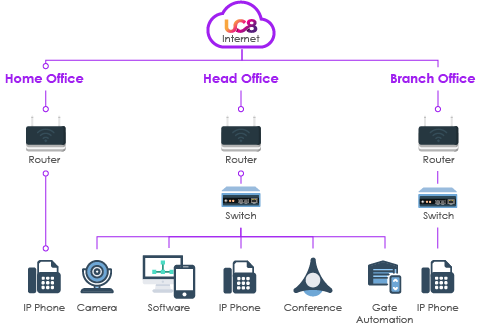 UC8
Internet
Home Office
Head Office
Branch Office
Router
Router
Router
Switch
Switch
IP Phone
Camera
Software
IP Phone
Conference
Gate
Automation
IP Phone